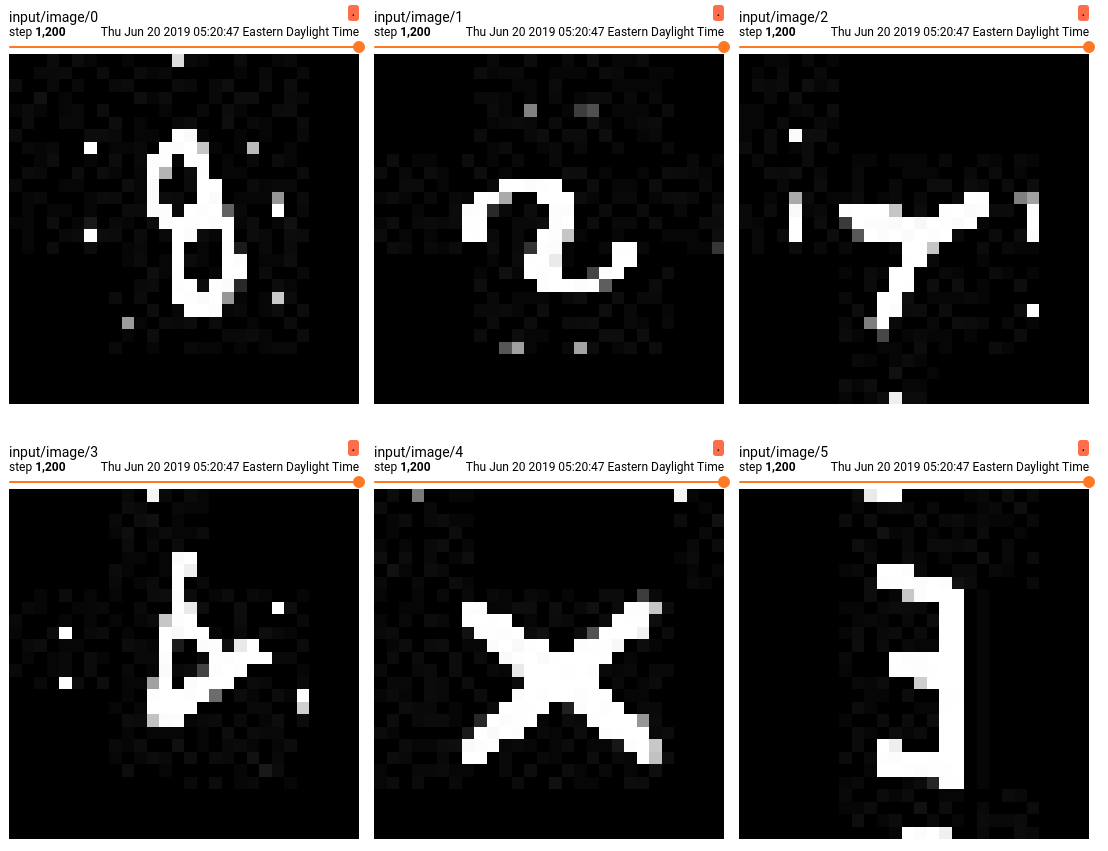 input/image/0 .
step 1,200 Thu Jun 20 2019 05:20:47 Eastern Daylight Time
input/image/1 .
step 1,200 Thu Jun 20 2019 05:20:47 Eastern Daylight Time
input/image/2 .
step 1,200 Thu Jun 20 2019 05:20:47 Eastern Daylight Time
input/image/3 .
step 1,200 Thu Jun 20 2019 05:20:47 Eastern Daylight Time
input/image/4 .
step 1,200 Thu Jun 20 2019 05:20:47 Eastern Daylight Time
input/image/5 .
step 1,200 Thu Jun 20 2019 05:20:47 Eastern Daylight Time